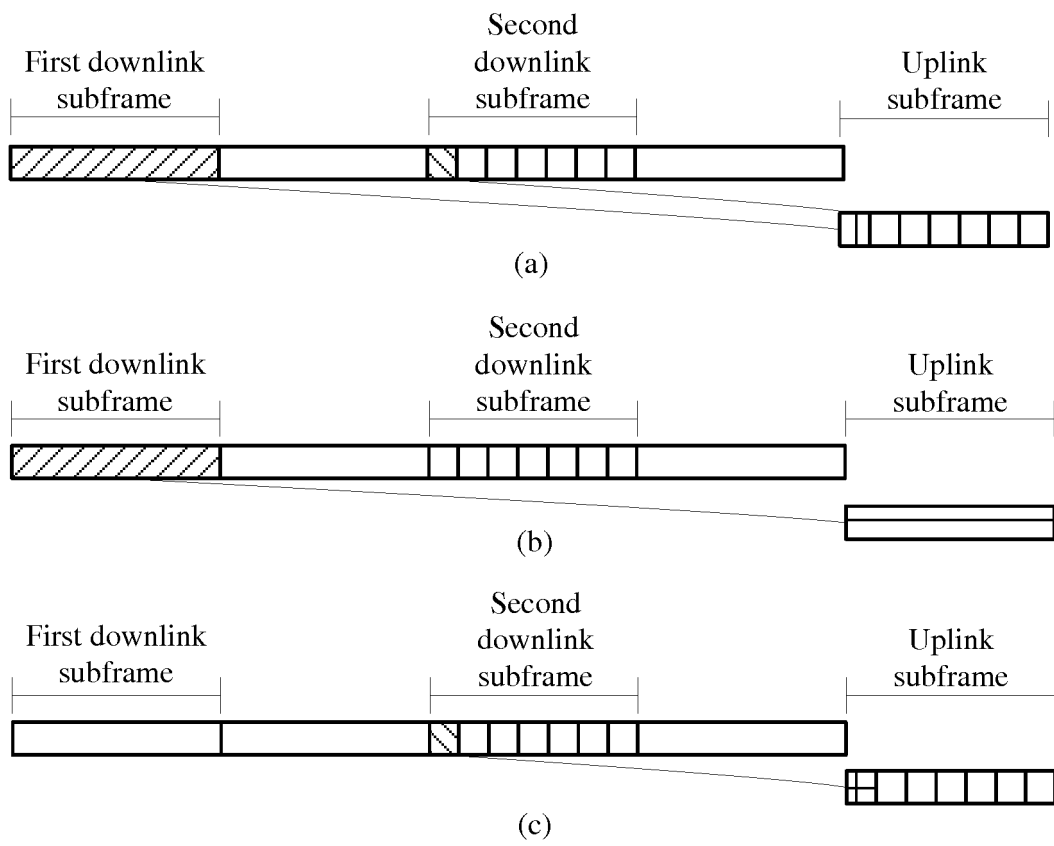 First downlink
subframe
Second
downlink
subframe
Uplink
subframe
(a)
First downlink
subframe
Second
downlink
subframe
Uplink
subframe
(b)
First downlink
subframe
Second
downlink
subframe
Uplink
subframe
(c)